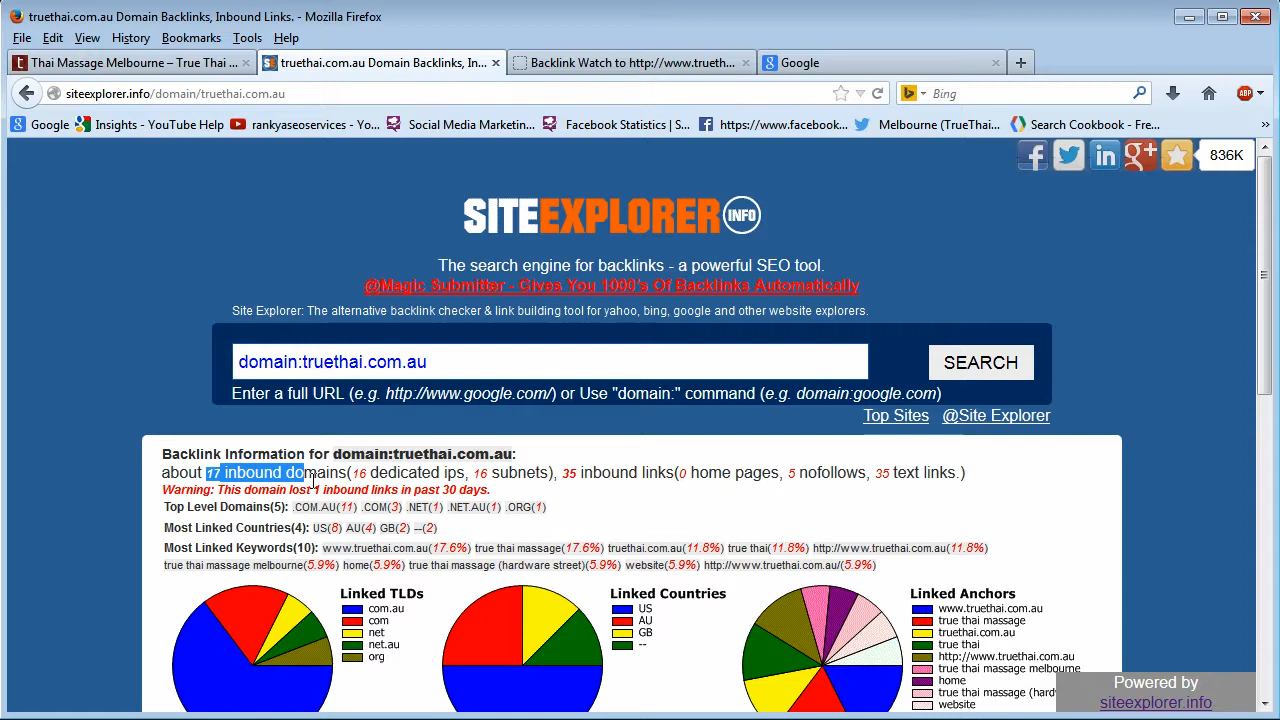 truethai.com.au Domain Backlinks, Inbound Links. - Mozilla Firefox
File Edit View History Bookmarks Tools Help
Thai Massage Melbourne – True Thai ...
truethai.com.au Domain Backlinks, In...
Backlink Watch to http://www.trueth...
Google
siteexplorer.info/domain/truethai.com.au
Bing
ABP
Google
Insights - YouTube Help
rankyaseoservices - Yo...
Social Media Marketin...
Facebook Statistics | S...
https://www.facebook...
Melbourne (TrueThai...
Search Cookbook - Fre...
836K
SITEEXPLORER INFO
The search engine for backlinks - a powerful SEO tool.
@Magic Submitter - Gives You 1000's Of Backlinks Automatically
Site Explorer: The alternative backlink checker & link building tool for yahoo, bing, google and other website explorers.
domain:truethai.com.au
SEARCH
Enter a full URL (e.g. http://www.google.com/) or Use "domain:" command (e.g. domain:google.com)
Top Sites @Site Explorer
Backlink Information for domain:truethai.com.au:
about 17 inbound domains(16 dedicated ips, 16 subnets), 35 inbound links(0 home pages, 5 nofollows, 35 text links.)
Warning: This domain lost 1 inbound links in past 30 days.
Top Level Domains(5): .COM.AU(11) .COM(3) .NET(1) .NET.AU(1) .ORG(1)
Most Linked Countries(4): US(8) AU(4) GB(2) --(2)
Most Linked Keywords(10): www.truethai.com.au(17.6%) true thai massage(17.6%) truethai.com.au(11.8%) true thai(11.8%) http://www.truethai.com.au(11.8%)
true thai massage melbourne(5.9%) home(5.9%) true thai massage (hardware street)(5.9%) website(5.9%) http://www.truethai.com.au/(5.9%)
Linked TLDs
com.au
com
net
net.au
org
Linked Countries
US
AU
GB
--
Linked Anchors
www.truethai.com.au
true thai massage
truethai.com.au
true thai
http://www.truethai.com.au
true thai massage melbourne
home
true thai massage (hardw
website
Powered by
siteexplorer.info